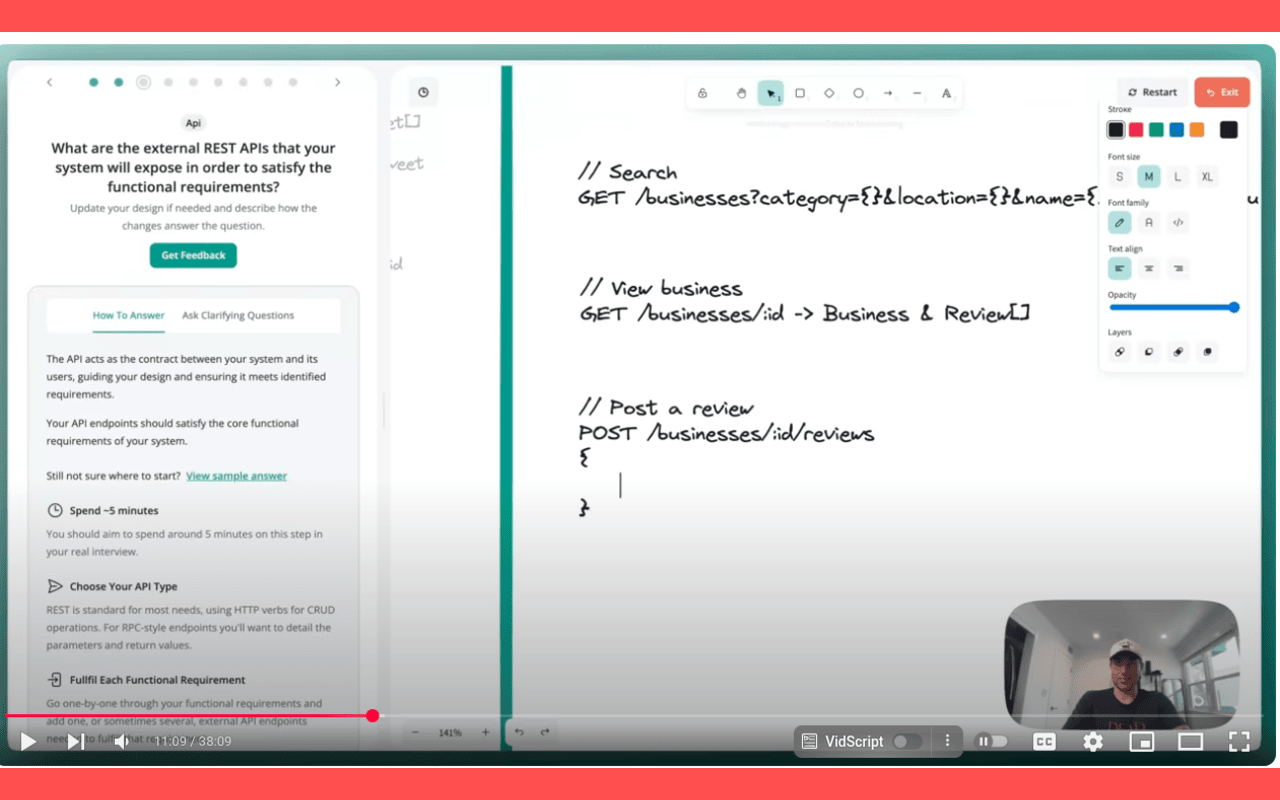 Api
What are the external REST APIs that your
system will expose in order to satisfy the
functional requirements?
Update your design if needed and describe how the
changes answer the question.
Get Feedback
How To Answer
Ask Clarifying Questions
The API acts as the contract between your system and its
users, guiding your design and ensuring it meets identified
requirements.
Your API endpoints should satisfy the core functional
requirements of your system.
Still not sure where to start? View sample answer
Spend ~5 minutes
You should aim to spend around 5 minutes on this step in
your real interview.
Choose Your API Type
REST is standard for most needs, using HTTP verbs for CRUD
operations. For RPC-style endpoints you'll want to detail the
parameters and return values.
Fullfil Each Functional Requirement
Go one-by-one through your functional requirements and
add one, or sometimes several, external API endpoints
// Search
GET /businesses?category={}&location={}&name={
// View business
GET /businesses/:id -> Business & Review[]
// Post a review
POST /businesses/:id/reviews
{
}
Restart
Exit
Stroke
Font size
S M L XL
Font family
A </>
Text align
Opacity
Layers
A
− 141% +
11:09 / 38:09
VidScript
CC